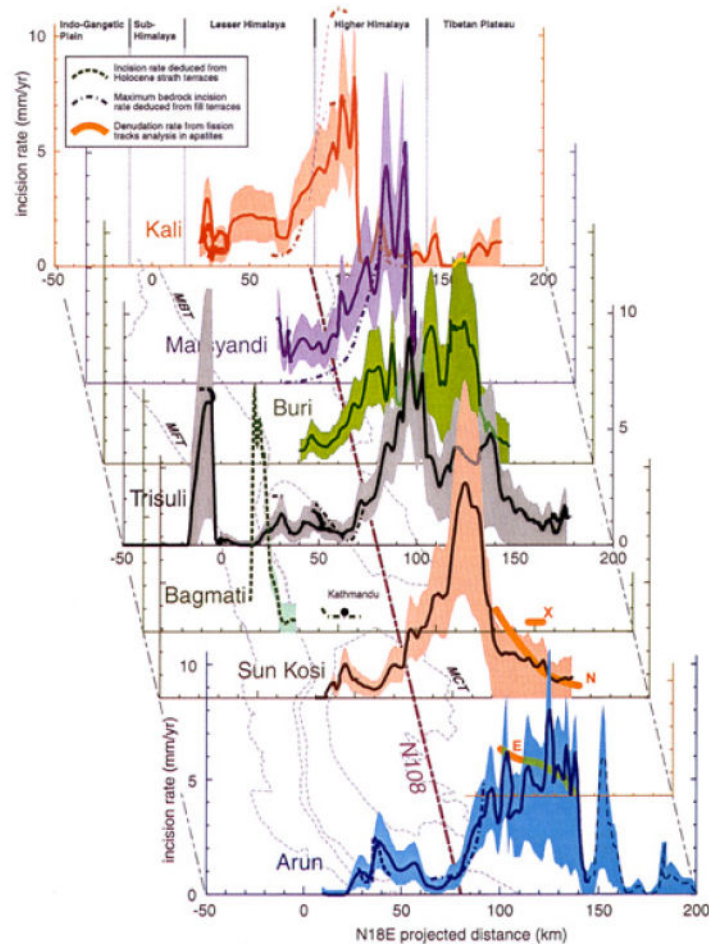 Indo-Gangetic Plain
Sub-Himalaya
Lesser Himalaya
Higher Himalaya
Tibetan Plateau
10
Incision rate deduced from
Holocene strath terraces
Maximum bedrock incision
rate deduced from fill terraces
Denudation rate from fission
tracks analysis in apatites
incision rate (mm/yr)
5
Kali
0
-50 0 50 100 150 200
MBT
10
Marsyandi
Buri
MFT
5
Trisuli
0
-50 0 50 100 150 200
Bagmati
Kathmandu
X
Sun Kosi
MCT
N
10
N108
E
incision rate (mm/yr)
5
Arun
0
-50 0 50 100 150 200
N18E projected distance (km)